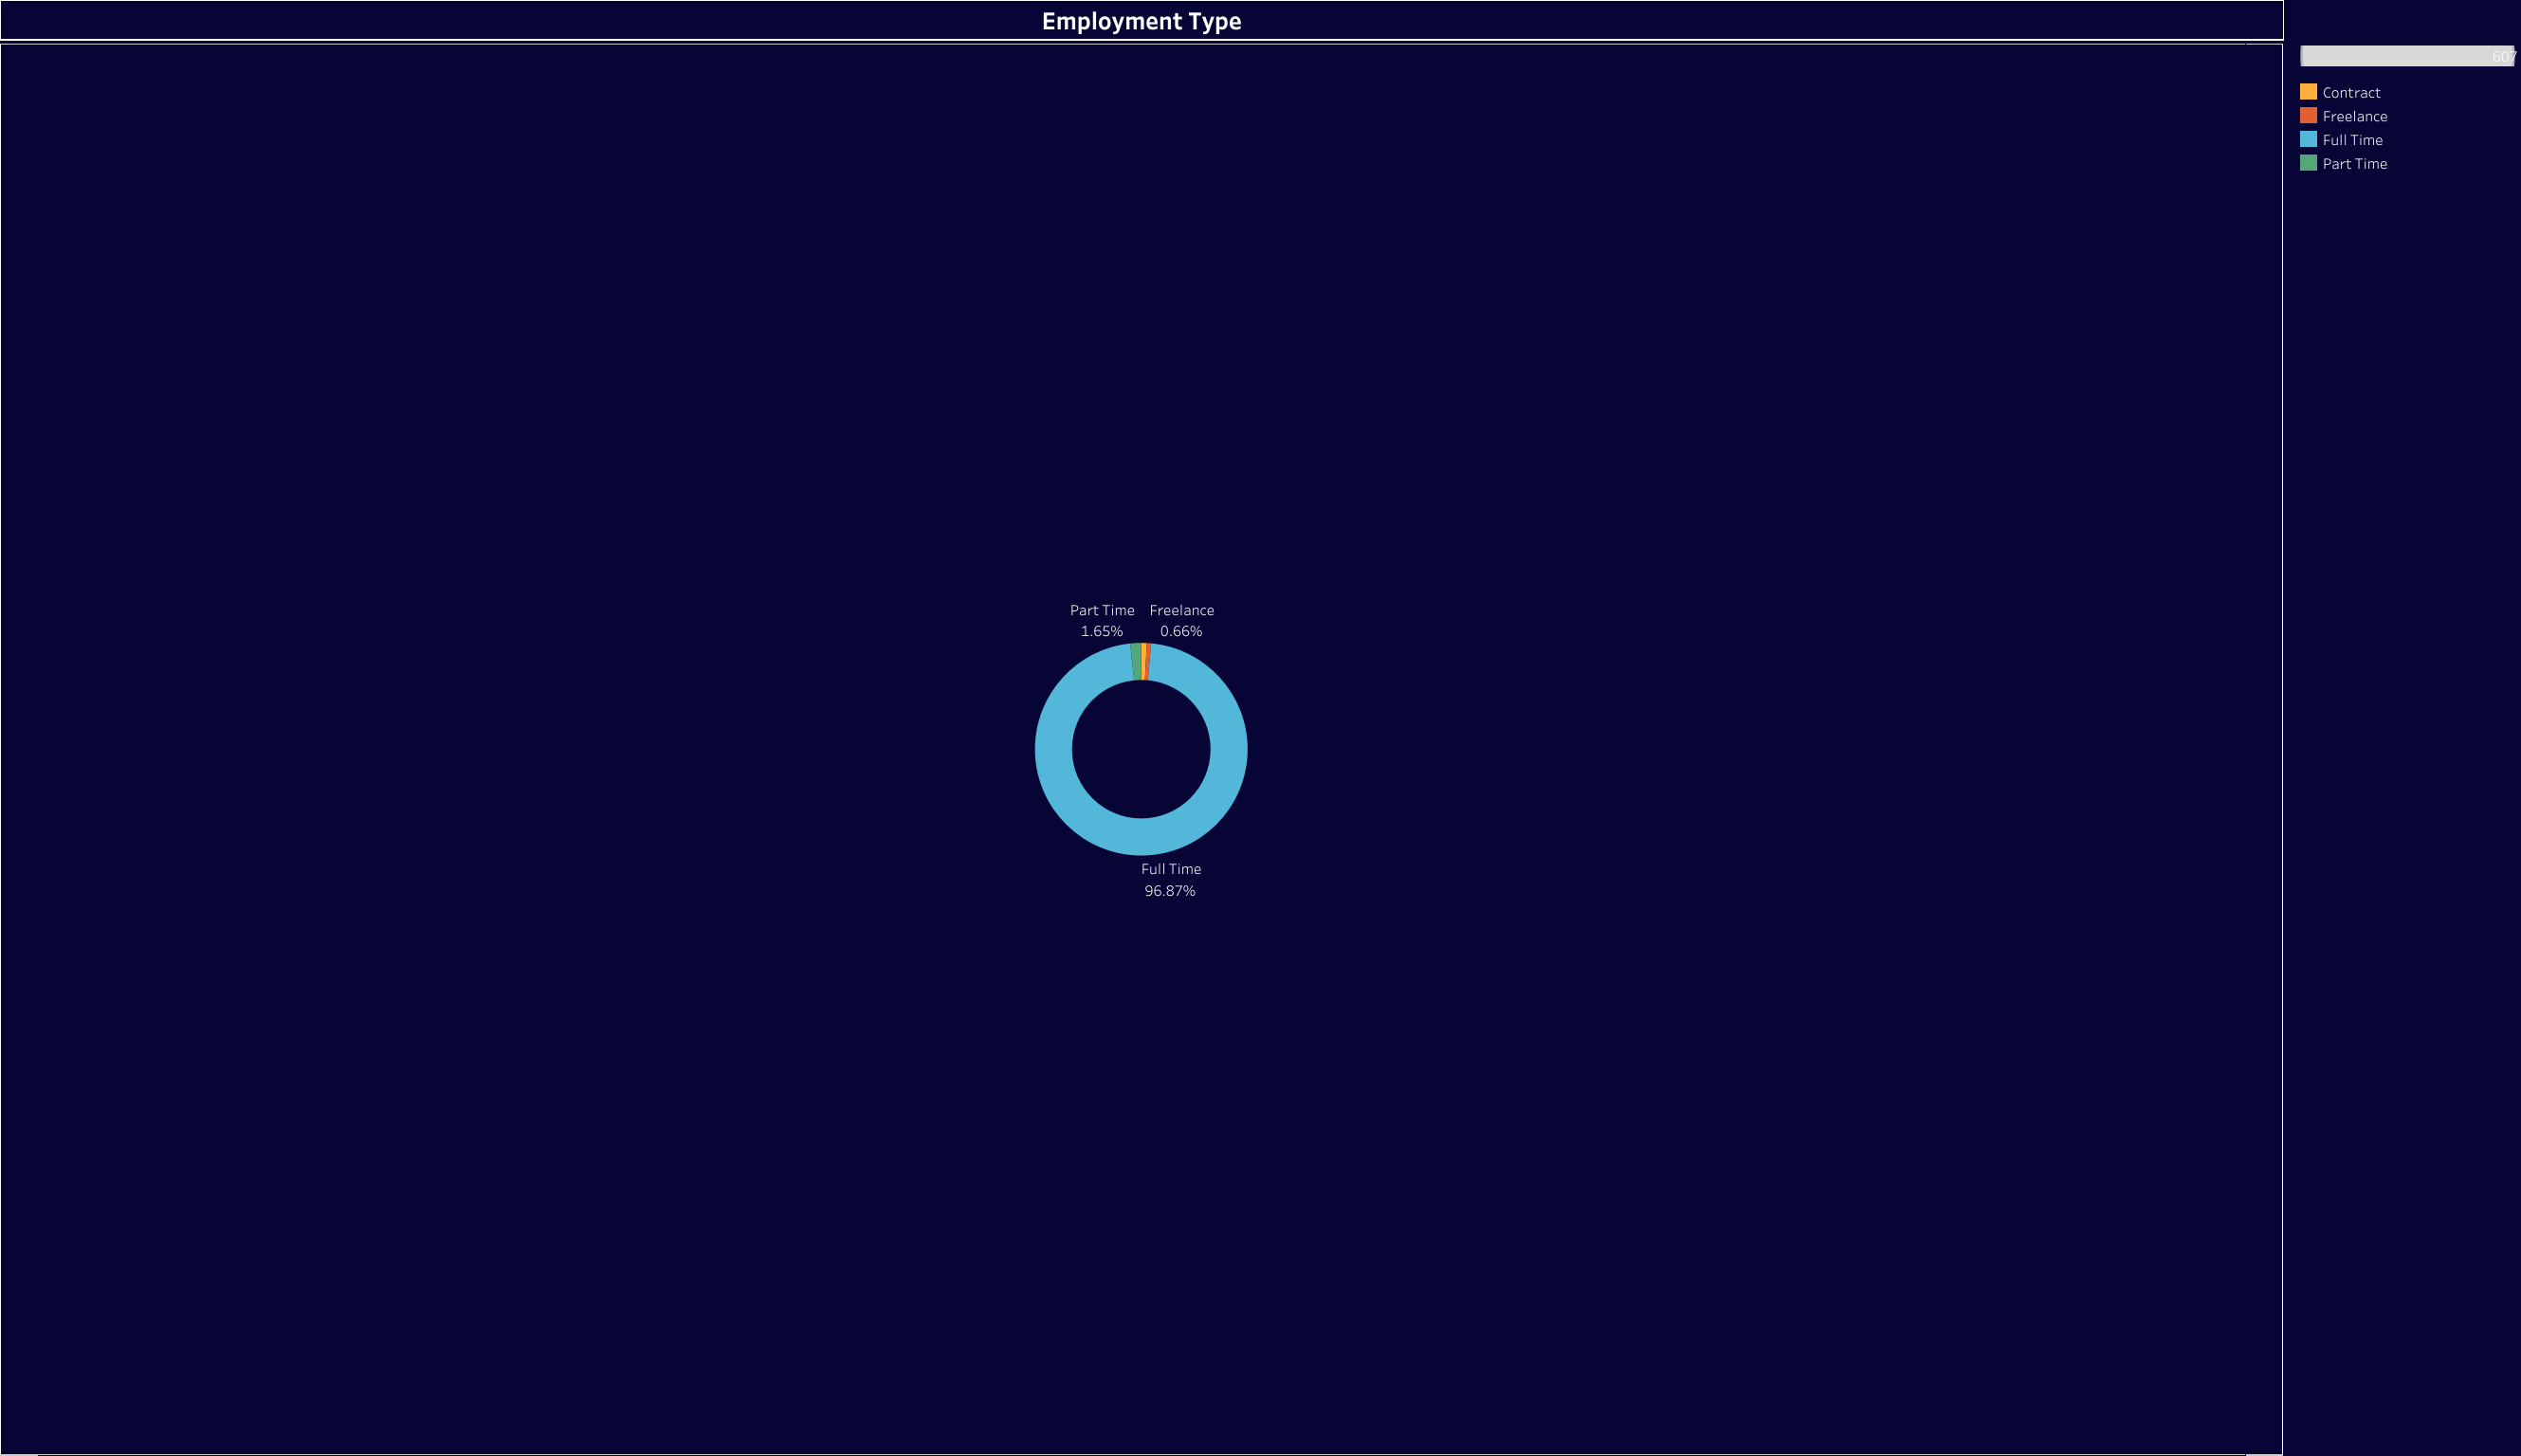 Employment Type
607
Contract
Freelance
Full Time
Part Time
Part Time
1.65%
Freelance
0.66%
Full Time
96.87%